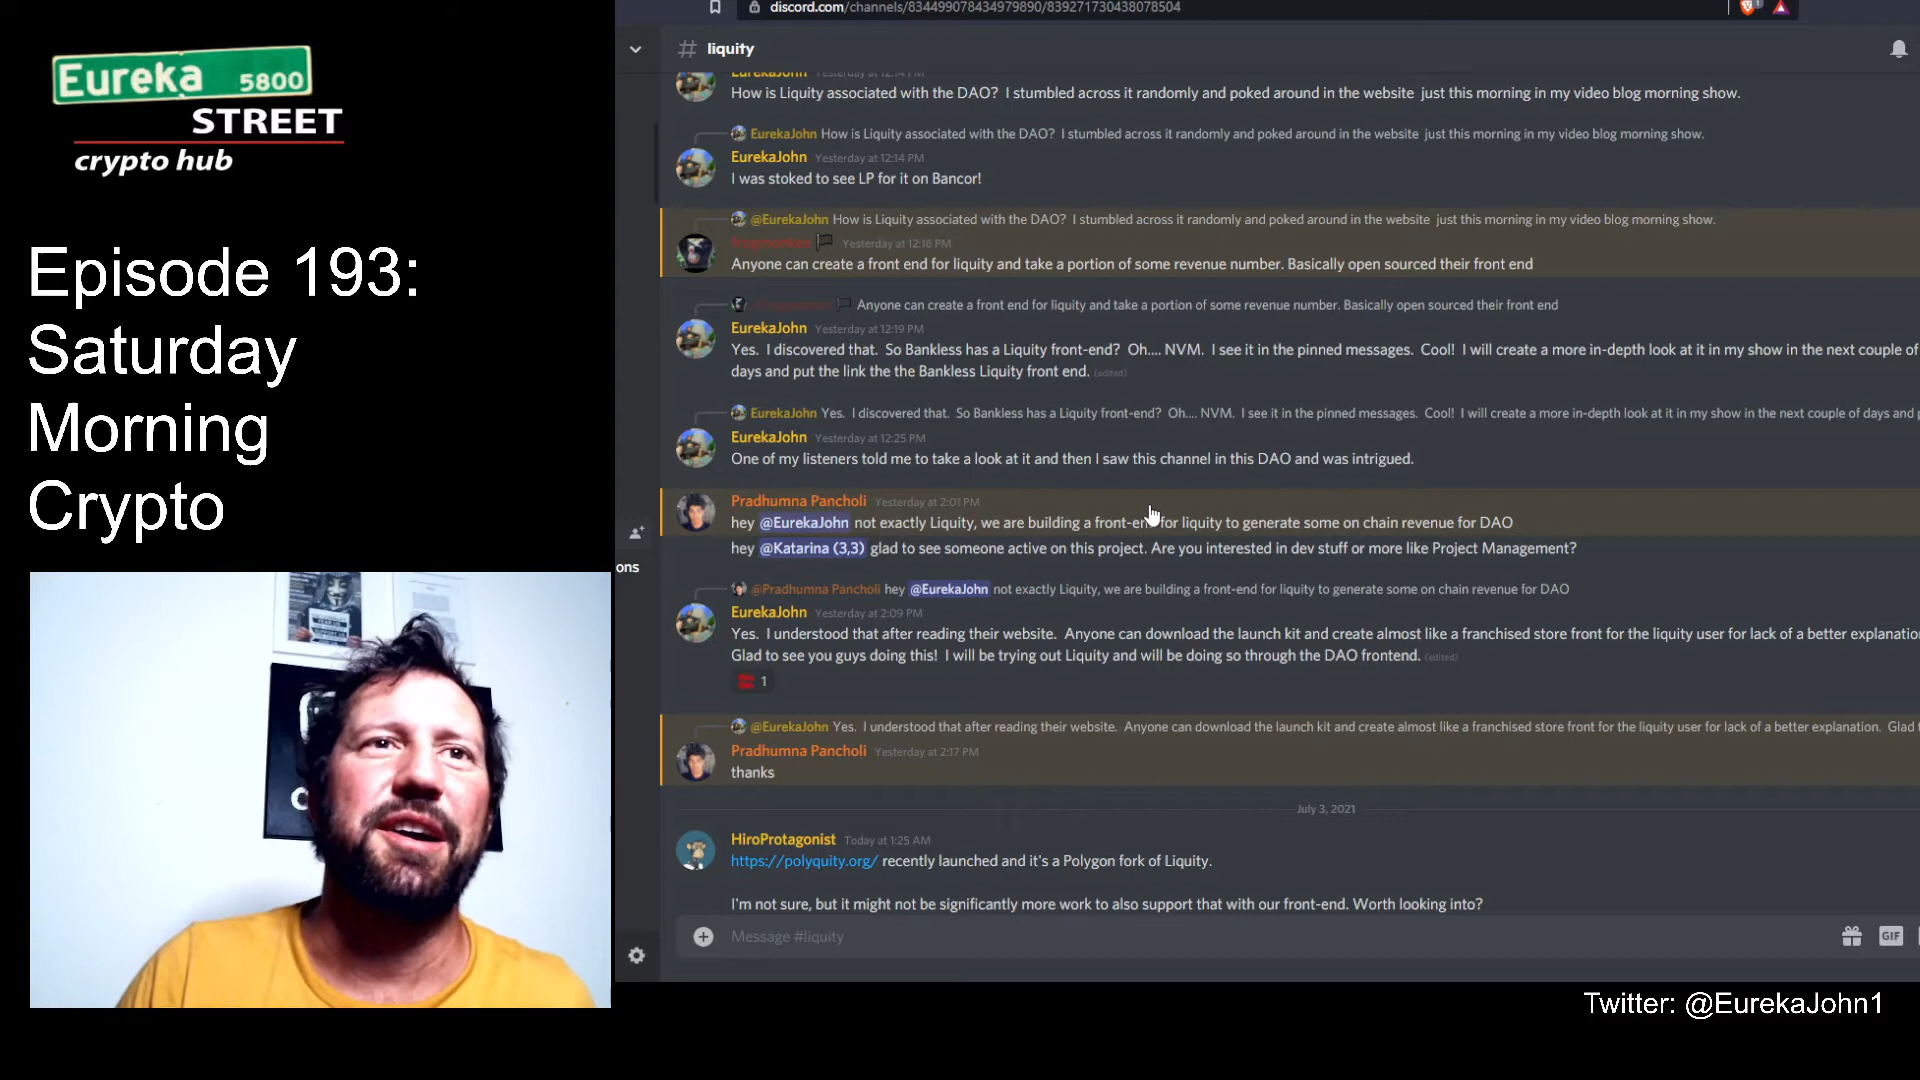 Eureka 5800
STREET
crypto hub
Episode 193:
Saturday
Morning
Crypto
discord.com/channels/834499078434979890/839271730438078504
# liquity
EurekaJohn Yesterday at 12:14 PM
How is Liquity associated with the DAO? I stumbled across it randomly and poked around in the website just this morning in my video blog morning show.
EurekaJohn How is Liquity associated with the DAO? I stumbled across it randomly and poked around in the website just this morning in my video blog morning show.
EurekaJohn Yesterday at 12:14 PM
I was stoked to see LP for it on Bancor!
@EurekaJohn How is Liquity associated with the DAO? I stumbled across it randomly and poked around in the website just this morning in my video blog morning show.
frogmonkee Yesterday at 12:16 PM
Anyone can create a front end for liquity and take a portion of some revenue number. Basically open sourced their front end
Anyone can create a front end for liquity and take a portion of some revenue number. Basically open sourced their front end
EurekaJohn Yesterday at 12:19 PM
Yes. I discovered that. So Bankless has a Liquity front-end? Oh.... NVM. I see it in the pinned messages. Cool! I will create a more in-depth look at it in my show in the next couple of
days and put the link the the Bankless Liquity front end. (edited)
EurekaJohn Yes. I discovered that. So Bankless has a Liquity front-end? Oh.... NVM. I see it in the pinned messages. Cool! I will create a more in-depth look at it in my show in the next couple of days and p
EurekaJohn Yesterday at 12:25 PM
One of my listeners told me to take a look at it and then I saw this channel in this DAO and was intrigued.
Pradhumna Pancholi Yesterday at 2:01 PM
hey @EurekaJohn not exactly Liquity, we are building a front-end for liquity to generate some on chain revenue for DAO
hey @Katarina (3,3) glad to see someone active on this project. Are you interested in dev stuff or more like Project Management?
ons
@Pradhumna Pancholi hey @EurekaJohn not exactly Liquity, we are building a front-end for liquity to generate some on chain revenue for DAO
EurekaJohn Yesterday at 2:09 PM
Yes. I understood that after reading their website. Anyone can download the launch kit and create almost like a franchised store front for the liquity user for lack of a better explanatio
Glad to see you guys doing this! I will be trying out Liquity and will be doing so through the DAO frontend. (edited)
1
@EurekaJohn Yes. I understood that after reading their website. Anyone can download the launch kit and create almost like a franchised store front for the liquity user for lack of a better explanation. Glad t
Pradhumna Pancholi Yesterday at 2:17 PM
thanks
July 3, 2021
HiroProtagonist Today at 1:25 AM
https://polyquity.org/ recently launched and it's a Polygon fork of Liquity.
I'm not sure, but it might not be significantly more work to also support that with our front-end. Worth looking into?
Message #liquity
GIF
Twitter: @EurekaJohn1